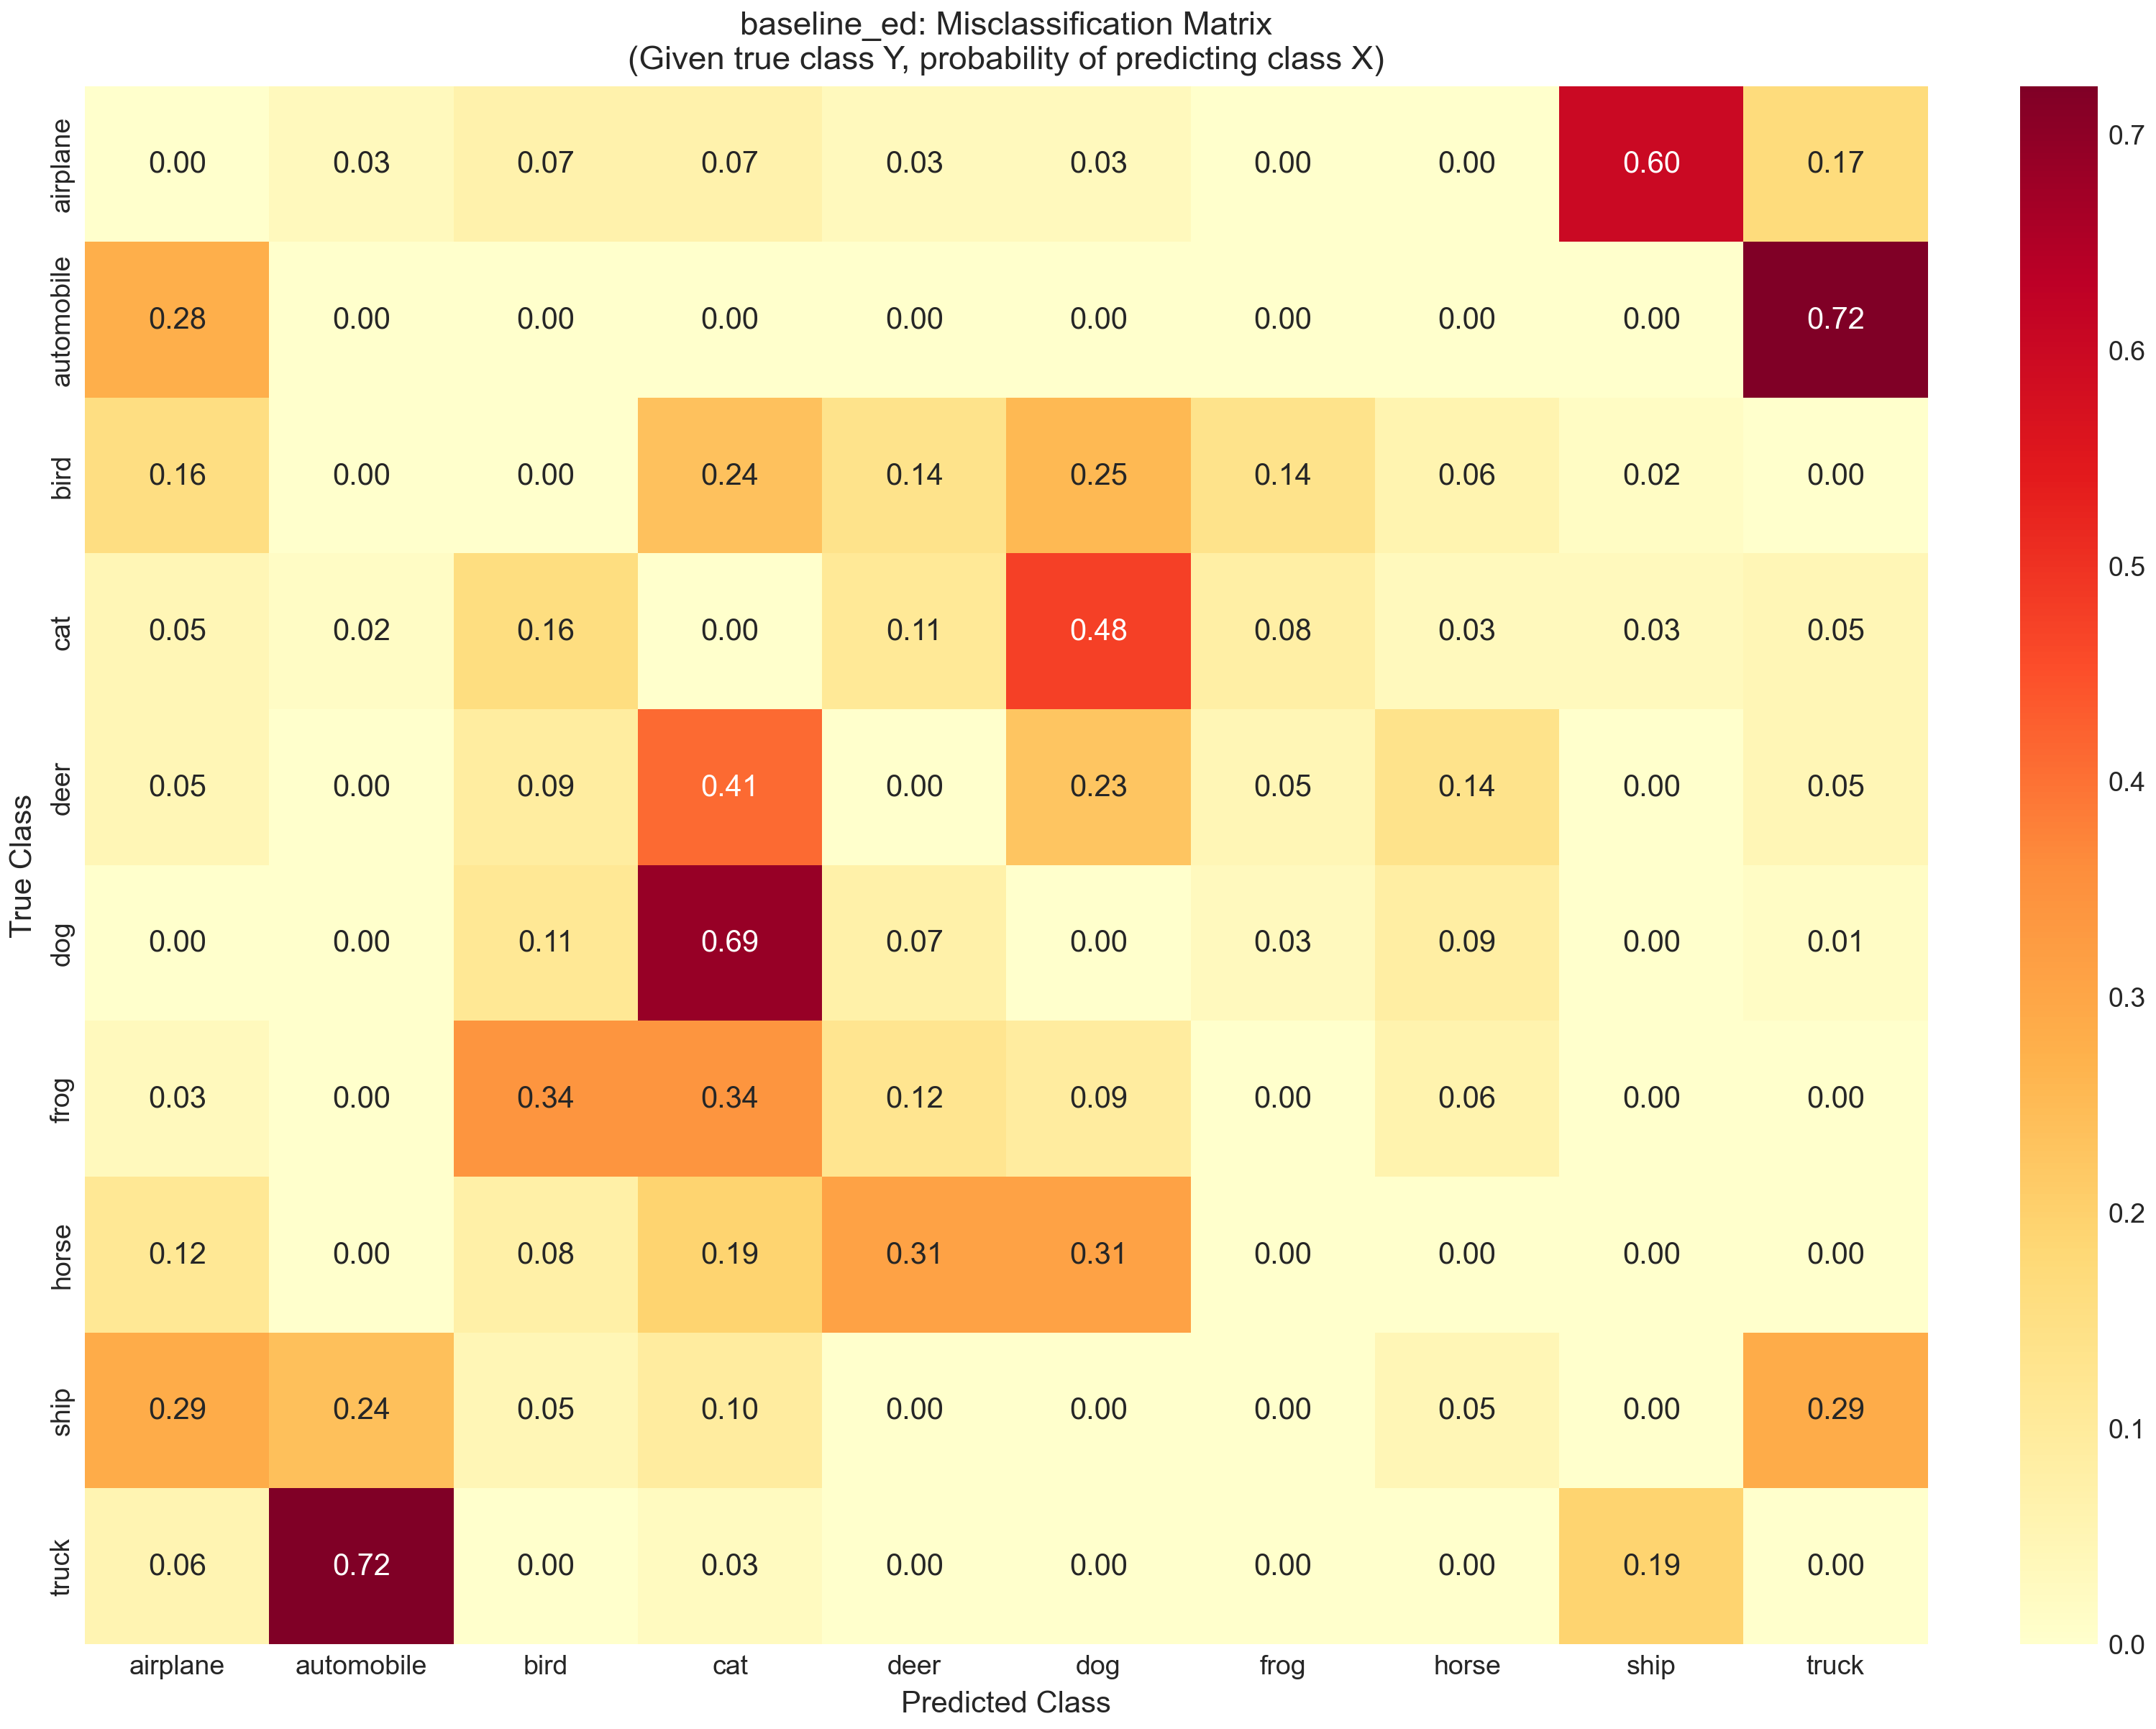 baseline_ed: Misclassification Matrix
(Given true class Y, probability of predicting class X)
True Class
airplane 0.00 0.03 0.07 0.07 0.03 0.03 0.00 0.00 0.60 0.17
automobile 0.28 0.00 0.00 0.00 0.00 0.00 0.00 0.00 0.00 0.72
bird 0.16 0.00 0.00 0.24 0.14 0.25 0.14 0.06 0.02 0.00
cat 0.05 0.02 0.16 0.00 0.11 0.48 0.08 0.03 0.03 0.05
deer 0.05 0.00 0.09 0.41 0.00 0.23 0.05 0.14 0.00 0.05
dog 0.00 0.00 0.11 0.69 0.07 0.00 0.03 0.09 0.00 0.01
frog 0.03 0.00 0.34 0.34 0.12 0.09 0.00 0.06 0.00 0.00
horse 0.12 0.00 0.08 0.19 0.31 0.31 0.00 0.00 0.00 0.00
ship 0.29 0.24 0.05 0.10 0.00 0.00 0.00 0.05 0.00 0.29
truck 0.06 0.72 0.00 0.03 0.00 0.00 0.00 0.00 0.19 0.00
airplane automobile bird cat deer dog frog horse ship truck
Predicted Class
0.7
0.6
0.5
0.4
0.3
0.2
0.1
0.0